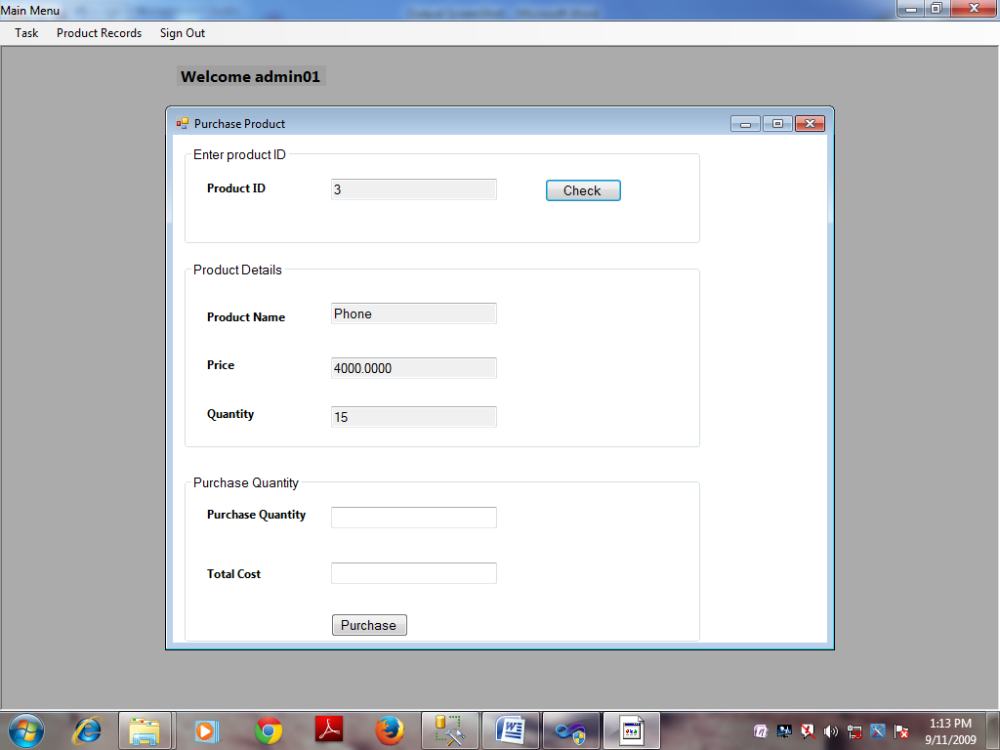 Main Menu
Task Product Records Sign Out
Welcome admin01
Purchase Product
Enter product ID
Product ID 3 Check
Product Details
Product Name Phone
Price 4000.0000
Quantity 15
Purchase Quantity
Purchase Quantity
Total Cost
Purchase
1:13 PM
9/11/2009